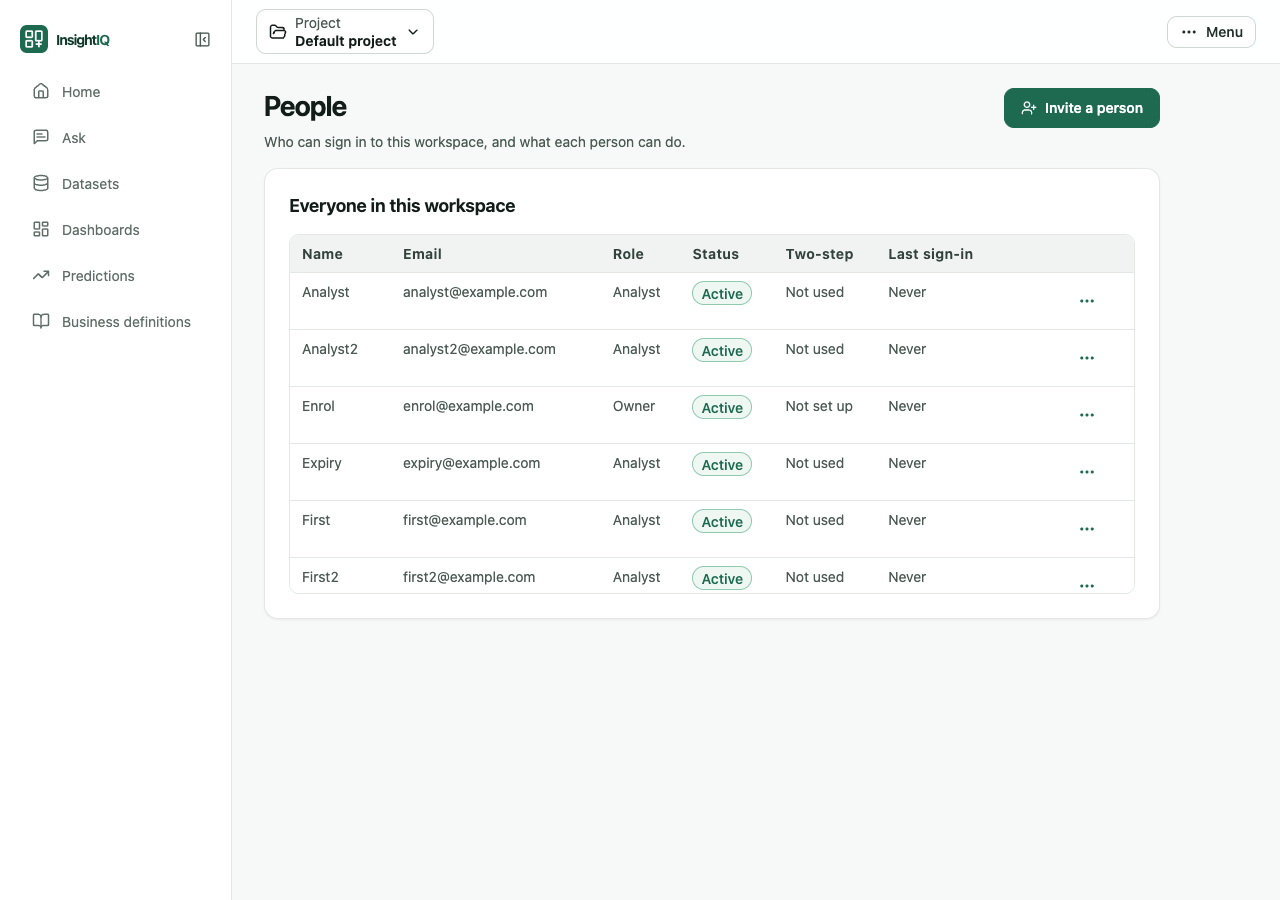 InsightIQ
Project
Default project
Menu
Home
Ask
Datasets
Dashboards
Predictions
Business definitions
People
Invite a person
Who can sign in to this workspace, and what each person can do.
Everyone in this workspace
Name Email Role Status Two-step Last sign-in
Analyst analyst@example.com Analyst Active Not used Never
Analyst2 analyst2@example.com Analyst Active Not used Never
Enrol enrol@example.com Owner Active Not set up Never
Expiry expiry@example.com Analyst Active Not used Never
First first@example.com Analyst Active Not used Never
First2 first2@example.com Analyst Active Not used Never